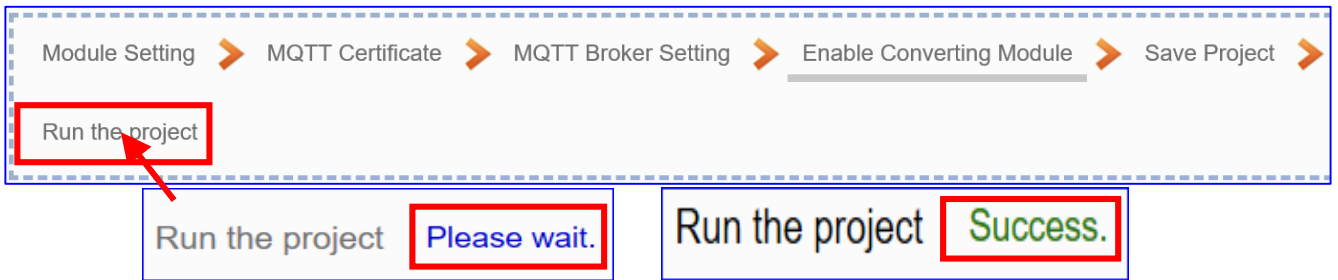 Module Setting MQTT Certificate MQTT Broker Setting Enable Converting Module Save Project
Run the project
Run the project Please wait.
Run the project Success.